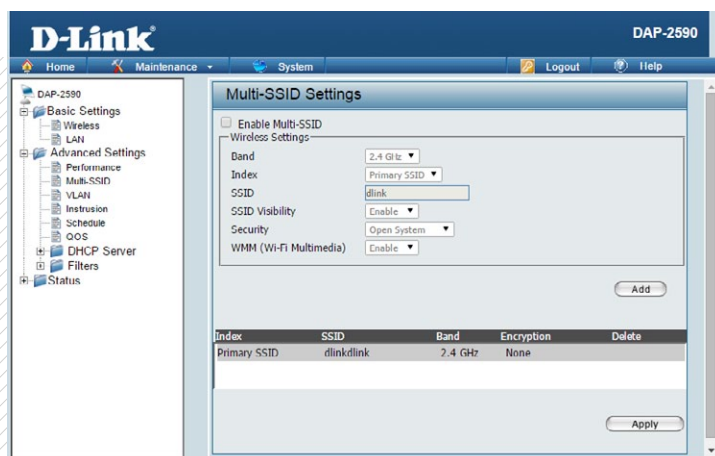 D-Link
DAP-2590
Home Maintenance System Logout Help
DAP-2590
Basic Settings
Wireless
LAN
Advanced Settings
Performance
Multi-SSID
VLAN
Instrusion
Schedule
QOS
DHCP Server
Filters
Status
Multi-SSID Settings
Enable Multi-SSID
Wireless Settings
Band 2.4 GHz
Index Primary SSID
SSID dlink
SSID Visibility Enable
Security Open System
WMM (Wi-Fi Multimedia) Enable
Add
Index SSID Band Encryption Delete
Primary SSID dlinkdlink 2.4 GHz None
Apply